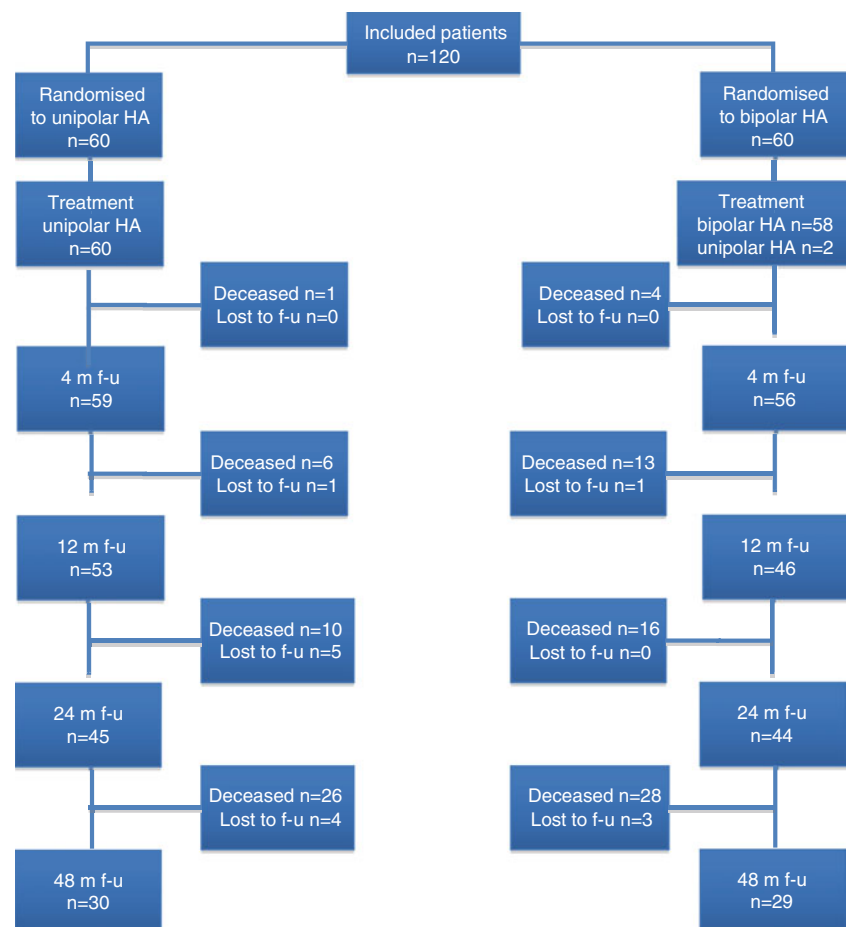 Included patients
n=120
Randomised
to unipolar HA
n=60
Randomised
to bipolar HA
n=60
Treatment
unipolar HA
n=60
Treatment
bipolar HA n=58
unipolar HA n=2
Deceased n=1
Lost to f-u n=0
Deceased n=4
Lost to f-u n=0
4 m f-u
n=59
4 m f-u
n=56
Deceased n=6
Lost to f-u n=1
Deceased n=13
Lost to f-u n=1
12 m f-u
n=53
12 m f-u
n=46
Deceased n=10
Lost to f-u n=5
Deceased n=16
Lost to f-u n=0
24 m f-u
n=45
24 m f-u
n=44
Deceased n=26
Lost to f-u n=4
Deceased n=28
Lost to f-u n=3
48 m f-u
n=30
48 m f-u
n=29